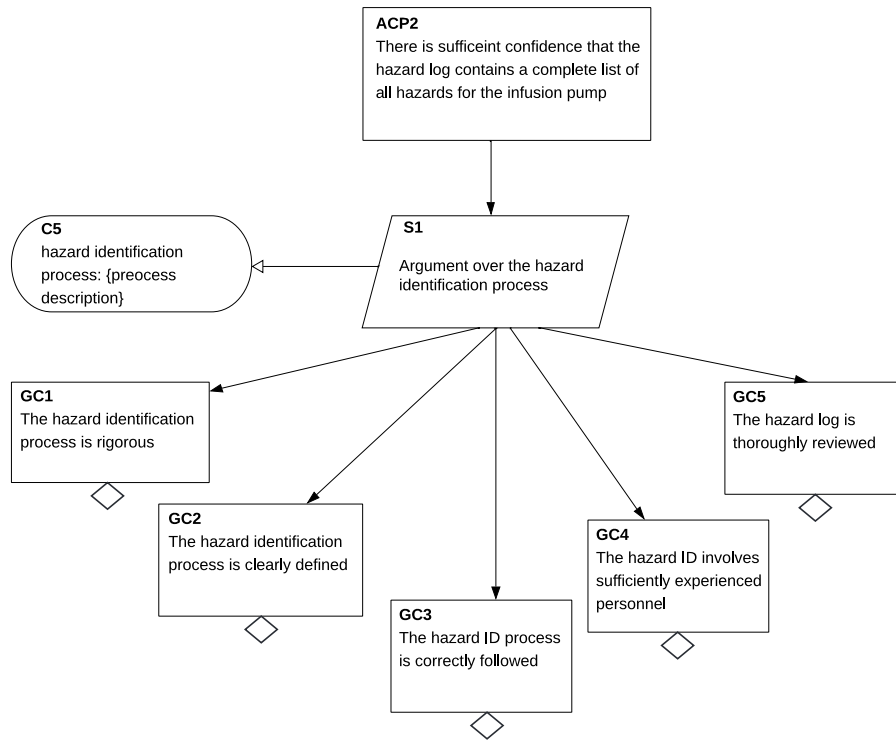 ACP2
There is sufficeint confidence that the
hazard log contains a complete list of
all hazards for the infusion pump
C5
hazard identification
process: {preocess
description}
S1
Argument over the hazard
identification process
GC1
The hazard identification
process is rigorous
GC2
The hazard identification
process is clearly defined
GC3
The hazard ID process
is correctly followed
GC4
The hazard ID involves
sufficiently experienced
personnel
GC5
The hazard log is
thoroughly reviewed